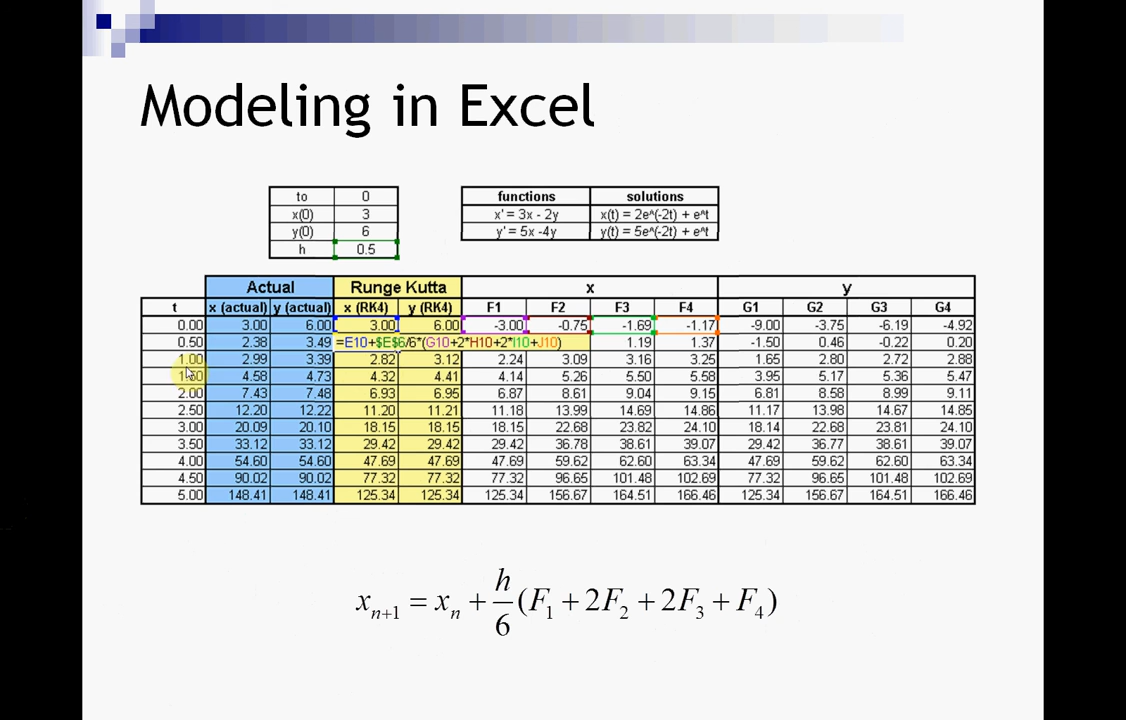 Modeling in Excel
to 0
x(0) 3
y(0) 6
h 0.5
functions solutions
x' = 3x - 2y x(t) = 2e^(-2t) + e^t
y' = 5x -4y y(t) = 5e^(-2t) + e^t
Actual Runge Kutta x y
t x (actual) y (actual) x (RK4) y (RK4) F1 F2 F3 F4 G1 G2 G3 G4
0.00 3.00 6.00 3.00 6.00 -3.00 -0.75 -1.69 -1.17 -9.00 -3.75 -6.19 -4.92
0.50 2.38 3.49 =E10+$E$6/6*(G10+2*H10+2*I10+J10) 1.19 1.37 -1.50 0.46 -0.22 0.20
1.00 2.99 3.39 2.82 3.12 2.24 3.09 3.16 3.25 1.65 2.80 2.72 2.88
1.50 4.58 4.73 4.32 4.41 4.14 5.26 5.50 5.58 3.95 5.17 5.36 5.47
2.00 7.43 7.48 6.93 6.95 6.87 8.61 9.04 9.15 6.81 8.58 8.99 9.11
2.50 12.20 12.22 11.20 11.21 11.18 13.99 14.69 14.86 11.17 13.98 14.67 14.85
3.00 20.09 20.10 18.15 18.15 18.15 22.68 23.82 24.10 18.14 22.68 23.81 24.10
3.50 33.12 33.12 29.42 29.42 29.42 36.78 38.61 39.07 29.42 36.77 38.61 39.07
4.00 54.60 54.60 47.69 47.69 47.69 59.62 62.60 63.34 47.69 59.62 62.60 63.34
4.50 90.02 90.02 77.32 77.32 77.32 96.65 101.48 102.69 77.32 96.65 101.48 102.69
5.00 148.41 148.41 125.34 125.34 125.34 156.67 164.51 166.46 125.34 156.67 164.51 166.46
xₙ₊₁ = xₙ + h/6 (F₁ + 2F₂ + 2F₃ + F₄)